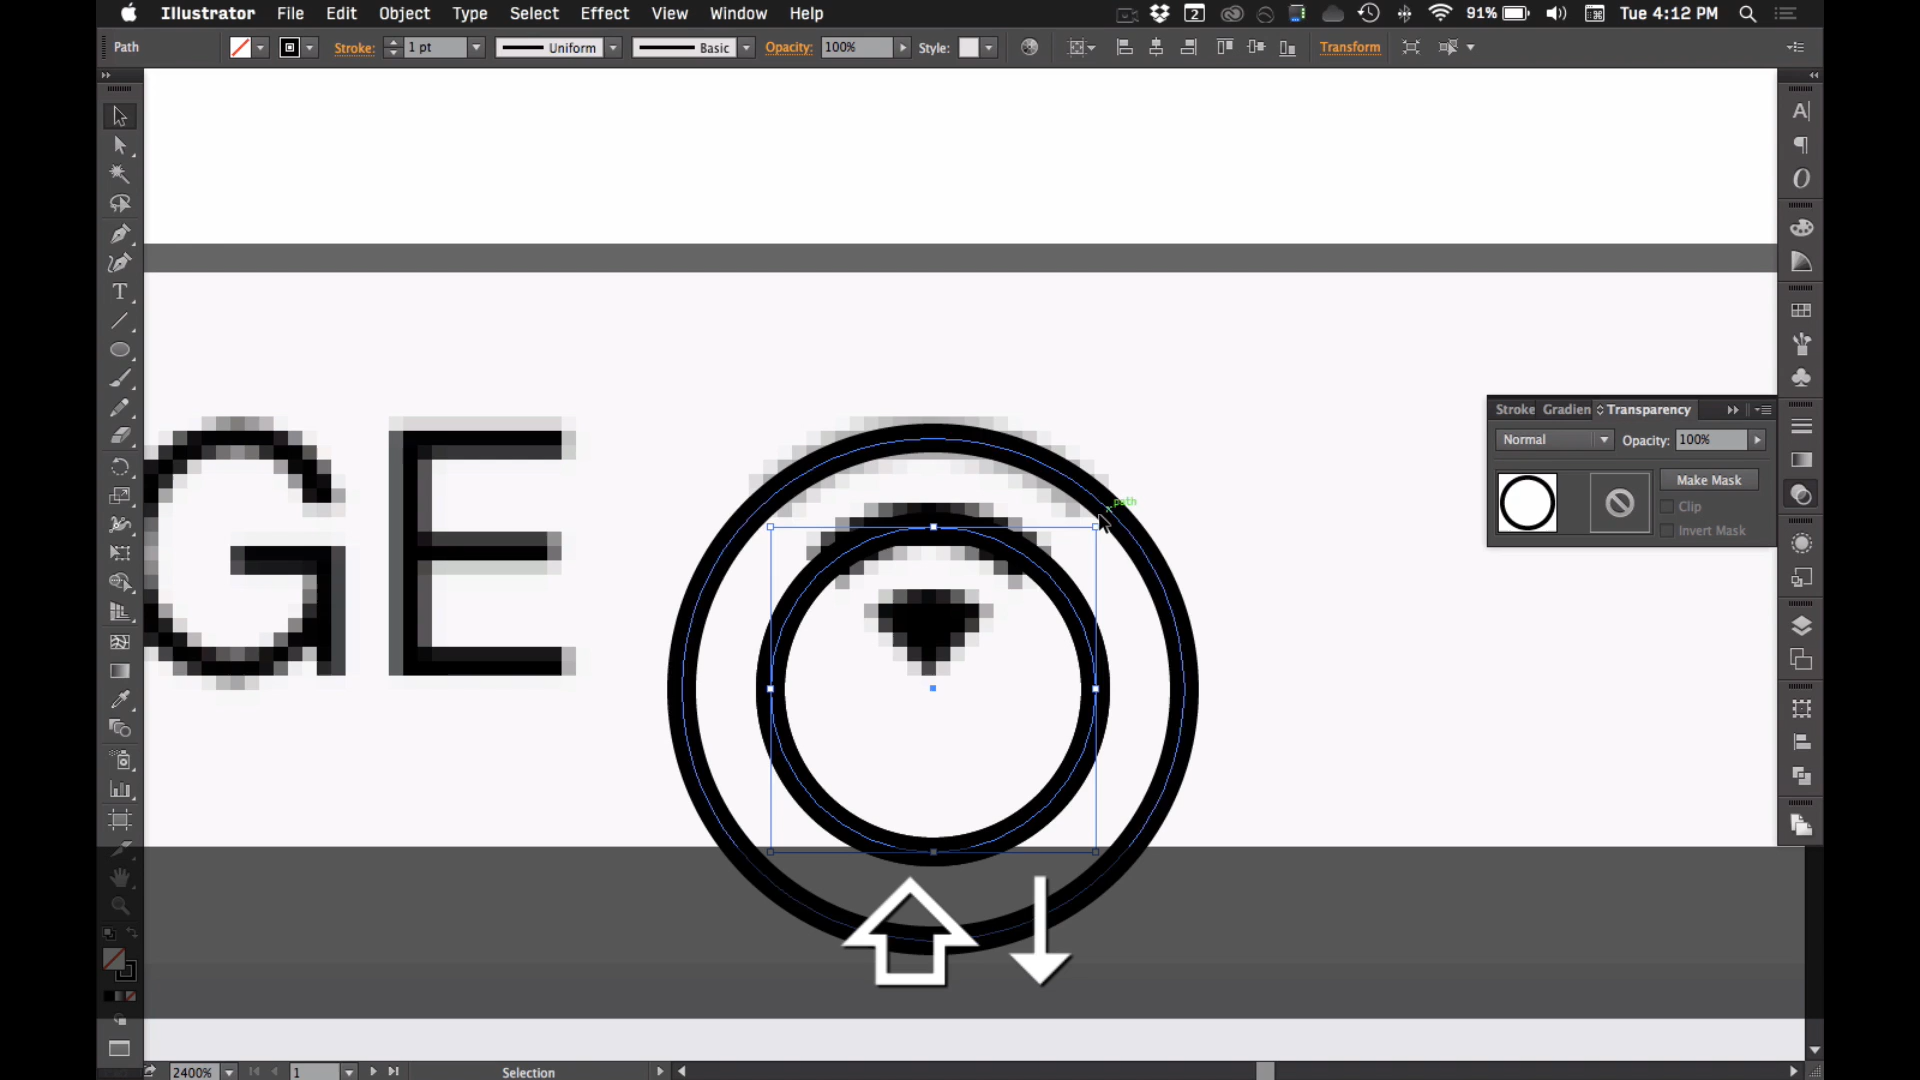 Illustrator File Edit Object Type Select Effect View Window Help 2 91% Tue 4:12 PM
Path Stroke: 1 pt Uniform Basic Opacity: 100% Style: Transform
GE
path
Stroke Gradien Transparency
Normal Opacity: 100%
Make Mask
Clip
Invert Mask
2400% 1 Selection